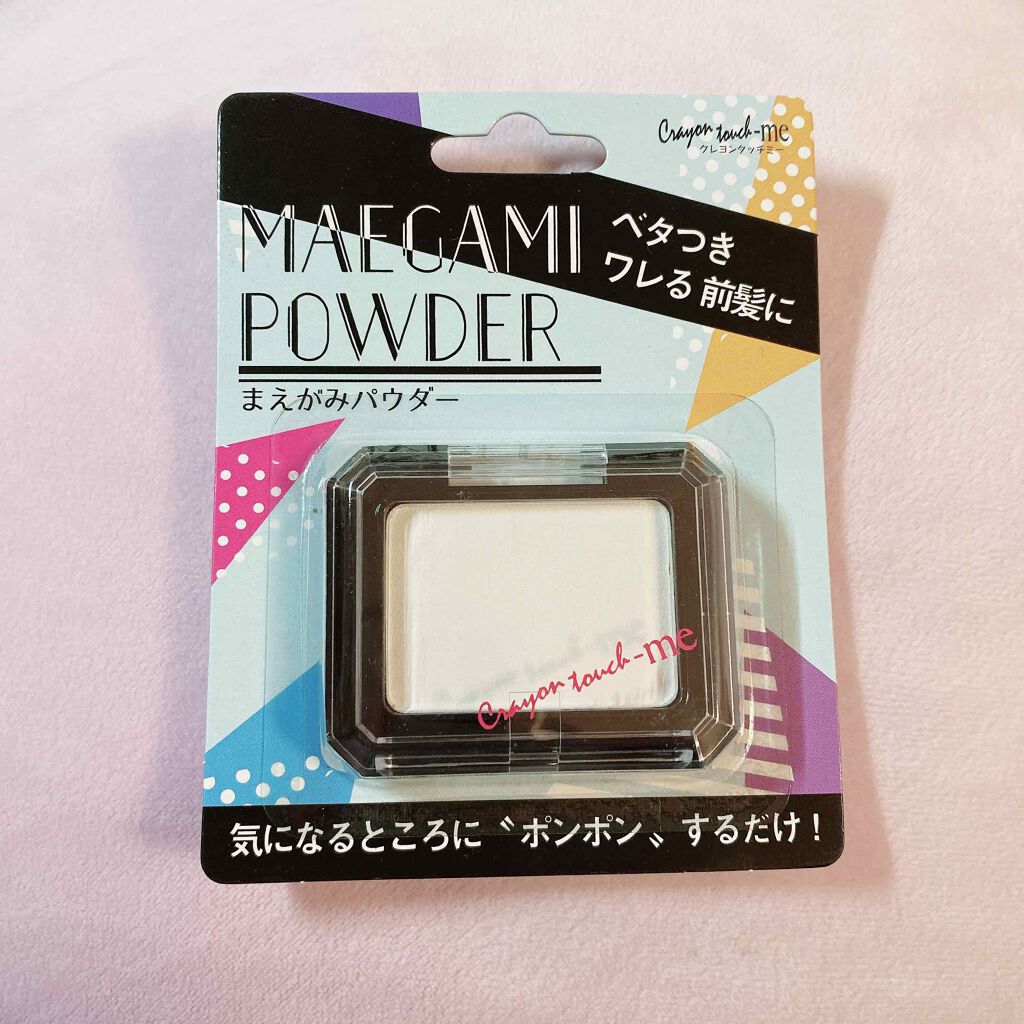 Crayon touch-me
クレヨンタッチミー
MAEGAMI
POWDER
まえがみパウダー
ベタつき
ワレる 前髪に
Crayon touch-me
気になるところに〝ポンポン〟するだけ！